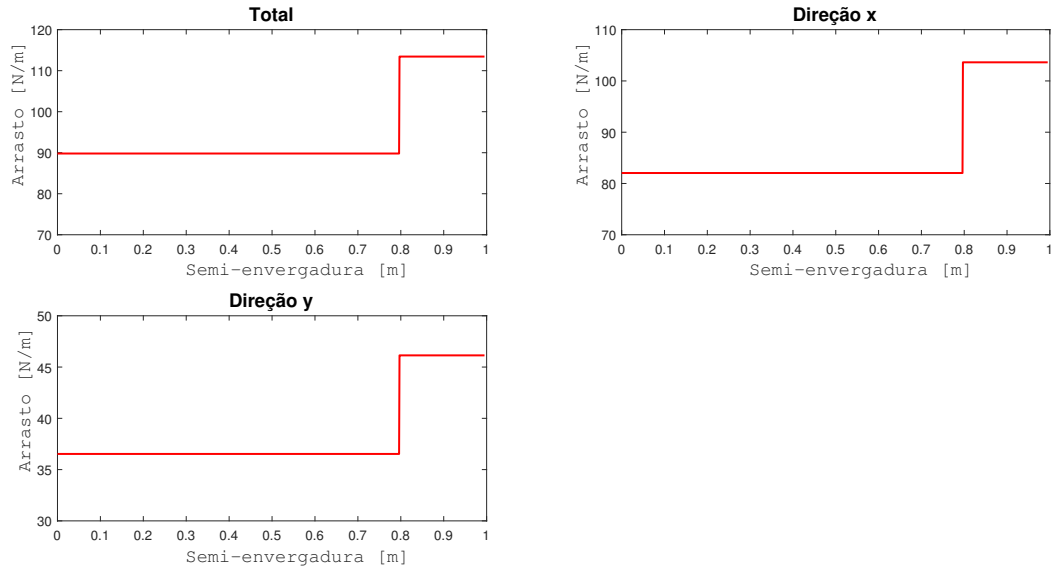 Total
Arrasto [N/m]
120
110
100
90
80
70
0 0.1 0.2 0.3 0.4 0.5 0.6 0.7 0.8 0.9 1
Semi-envergadura [m]
Direção x
Arrasto [N/m]
110
100
90
80
70
0 0.1 0.2 0.3 0.4 0.5 0.6 0.7 0.8 0.9 1
Semi-envergadura [m]
Direção y
Arrasto [N/m]
50
45
40
35
30
0 0.1 0.2 0.3 0.4 0.5 0.6 0.7 0.8 0.9 1
Semi-envergadura [m]